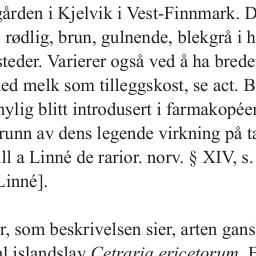 gården i Kjelvik i Vest-Finnmark. D
rødlig, brun, gulnende, blekgrå i h
steder. Varierer også ved å ha brede
ed melk som tilleggskost, se act. B
nylig blitt introdusert i farmakopée
runn av dens legende virkning på ta
ll a Linné de rarior. norv. § XIV, s.
Linné].
r, som beskrivelsen sier, arten gans
al islandslav Cetraria ericetorum. F